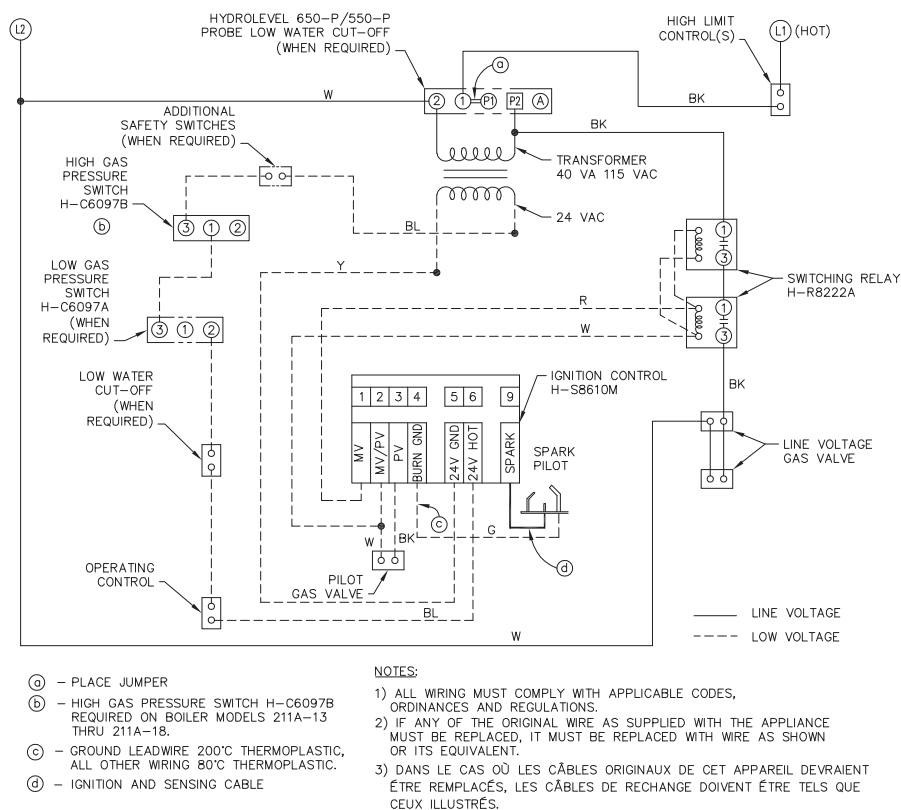 L2
HYDROLEVEL 650-P/550-P
PROBE LOW WATER CUT-OFF
(WHEN REQUIRED)
HIGH LIMIT
CONTROL(S)
L1 (HOT)
a
W
2 1 P1 P2 A
BK
BK
ADDITIONAL
SAFETY SWITCHES
(WHEN REQUIRED)
TRANSFORMER
40 VA 115 VAC
HIGH GAS
PRESSURE
SWITCH
H-C6097B
b
3 1 2
24 VAC
BL
1
3
Y
LOW GAS
PRESSURE
SWITCH
H-C6097A
(WHEN
REQUIRED)
3 1 2
SWITCHING RELAY
H-R8222A
R
1
W
3
LOW WATER
CUT-OFF
(WHEN
REQUIRED)
IGNITION CONTROL
H-S8610M
BK
1 2 3 4 5 6 9
MV
MV/PV
PV
BURN GND
24V GND
24V HOT
SPARK
SPARK
PILOT
LINE VOLTAGE
GAS VALVE
c
G
W
BK
d
OPERATING
CONTROL
PILOT
GAS VALVE
BL
LINE VOLTAGE
W
LOW VOLTAGE
a – PLACE JUMPER
b – HIGH GAS PRESSURE SWITCH H-C6097B
REQUIRED ON BOILER MODELS 211A-13
THRU 211A-18.
c – GROUND LEADWIRE 200°C THERMOPLASTIC,
ALL OTHER WIRING 80°C THERMOPLASTIC.
d – IGNITION AND SENSING CABLE
NOTES:
1) ALL WIRING MUST COMPLY WITH APPLICABLE CODES,
ORDINANCES AND REGULATIONS.
2) IF ANY OF THE ORIGINAL WIRE AS SUPPLIED WITH THE APPLIANCE
MUST BE REPLACED, IT MUST BE REPLACED WITH WIRE AS SHOWN
OR ITS EQUIVALENT.
3) DANS LE CAS OÙ LES CÂBLES ORIGINAUX DE CET APPAREIL DEVRAIENT
ÊTRE REMPLACÉS, LES CÂBLES DE RECHANGE DOIVENT ÊTRE TELS QUE
CEUX ILLUSTRÉS.